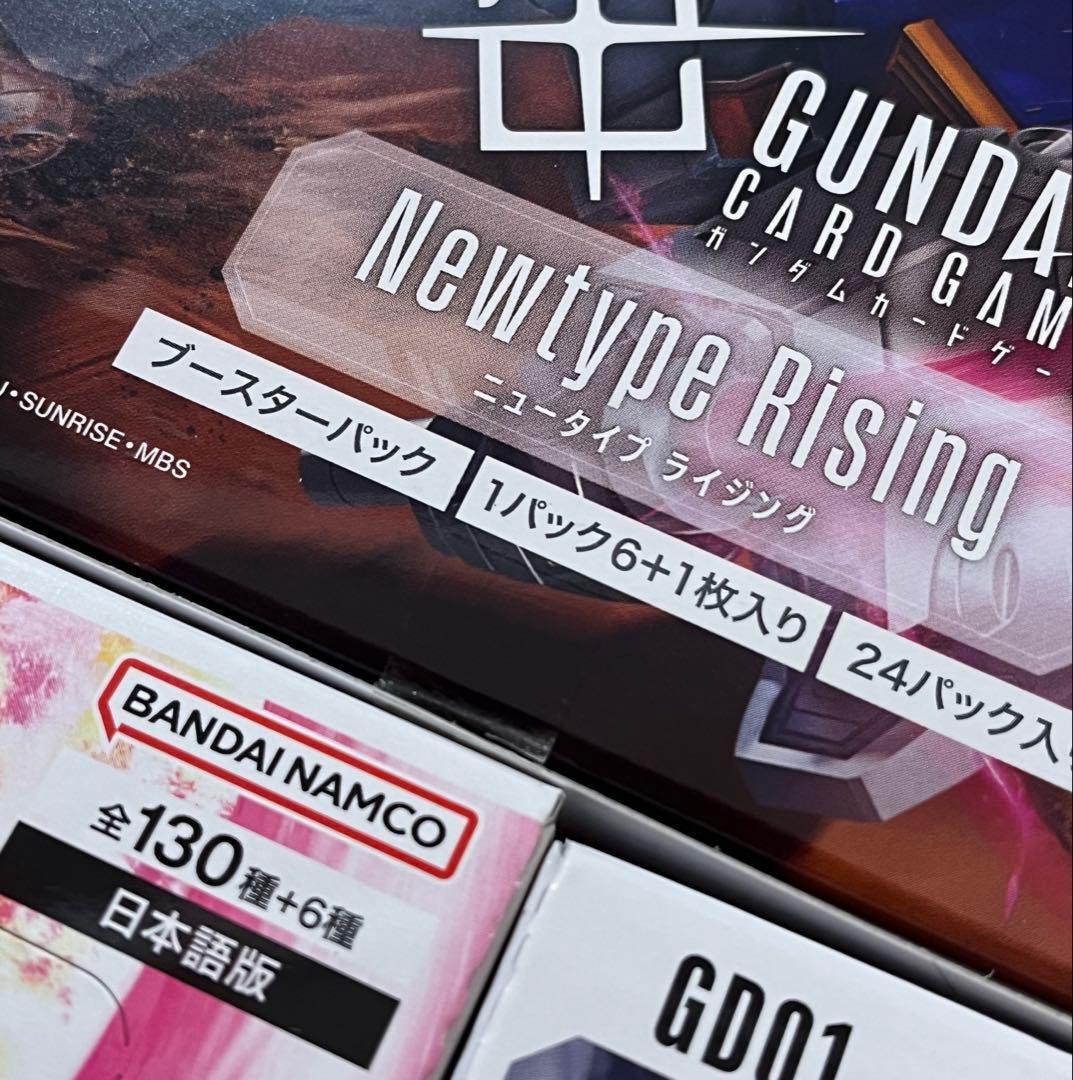 GUNDA
CARD GAM
ガンダムカードゲー
Newtype Rising
ニュータイプ ライジング
ブースターパック
1パック6+1枚入り
24パック入り
・SUNRISE・MBS
BANDAI NAMCO
全130種+6種
日本語版
GD01